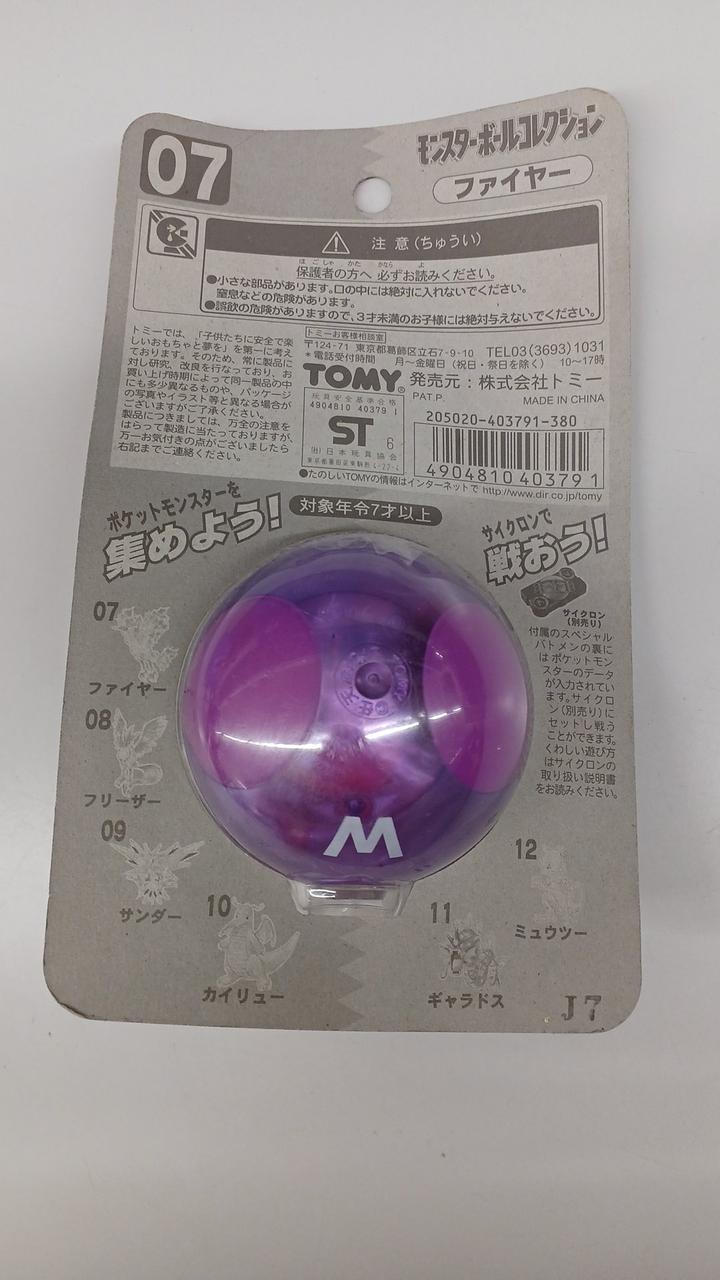 07
モンスターボールコレクション
ファイヤー
注意(ちゅうい)
ほごしゃ かた かなら よ
保護者の方へ 必ずお読みください。
●小さな部品があります。口の中には絶対に入れないでください。
窒息などの危険があります。
●誤飲の危険がありますので、3才未満のお子様には絶対与えないでください。
トミーでは、「子供たちに安全で楽
しいおもちゃと夢を」を第一に考え
ております。そのため、常に製品に
対し研究、改良を行なっており、お
買い上げ時期によって同一製品の中
にも多少異なるものや、パッケージ
の写真やイラスト等と異なる場合が
ございますがご了承ください。
製品につきましては、万全の注意を
はらって製造に当たっておりますが、
万一お気付きの点がございましたら
右記までご連絡ください。
トミーお客様相談室
〒124-71 東京都葛飾区立石7-9-10 TEL03(3693)1031
*電話受付時間 月〜金曜日(祝日・祭日を除く) 10〜17時
TOMY® 発売元:株式会社トミー
PAT P. MADE IN CHINA
玩具安全基準合格
4904810 40379 1
ST 6
(社)日本玩具協会
205020-403791-380
4904810403791
●たのしいTOMYの情報はインターネットで http://www.dir.co.jp/tomy
対象年令7才以上
ポケットモンスターを
集めよう!
サイクロンで
戦おう!
サイクロン
(別売り)
付属のスペシャル
バトメンの裏に
はポケットモン
スターのデータ
が入力されてい
ます。サイクロ
ン(別売り)に
セットし戦う
ことができます。
くわしい遊び方
はサイクロンの
取り扱い説明書
をお読みください。
07
ファイヤー
08
フリーザー
09
サンダー
10
カイリュー
11
ギャラドス
12
ミュウツー
M
J7